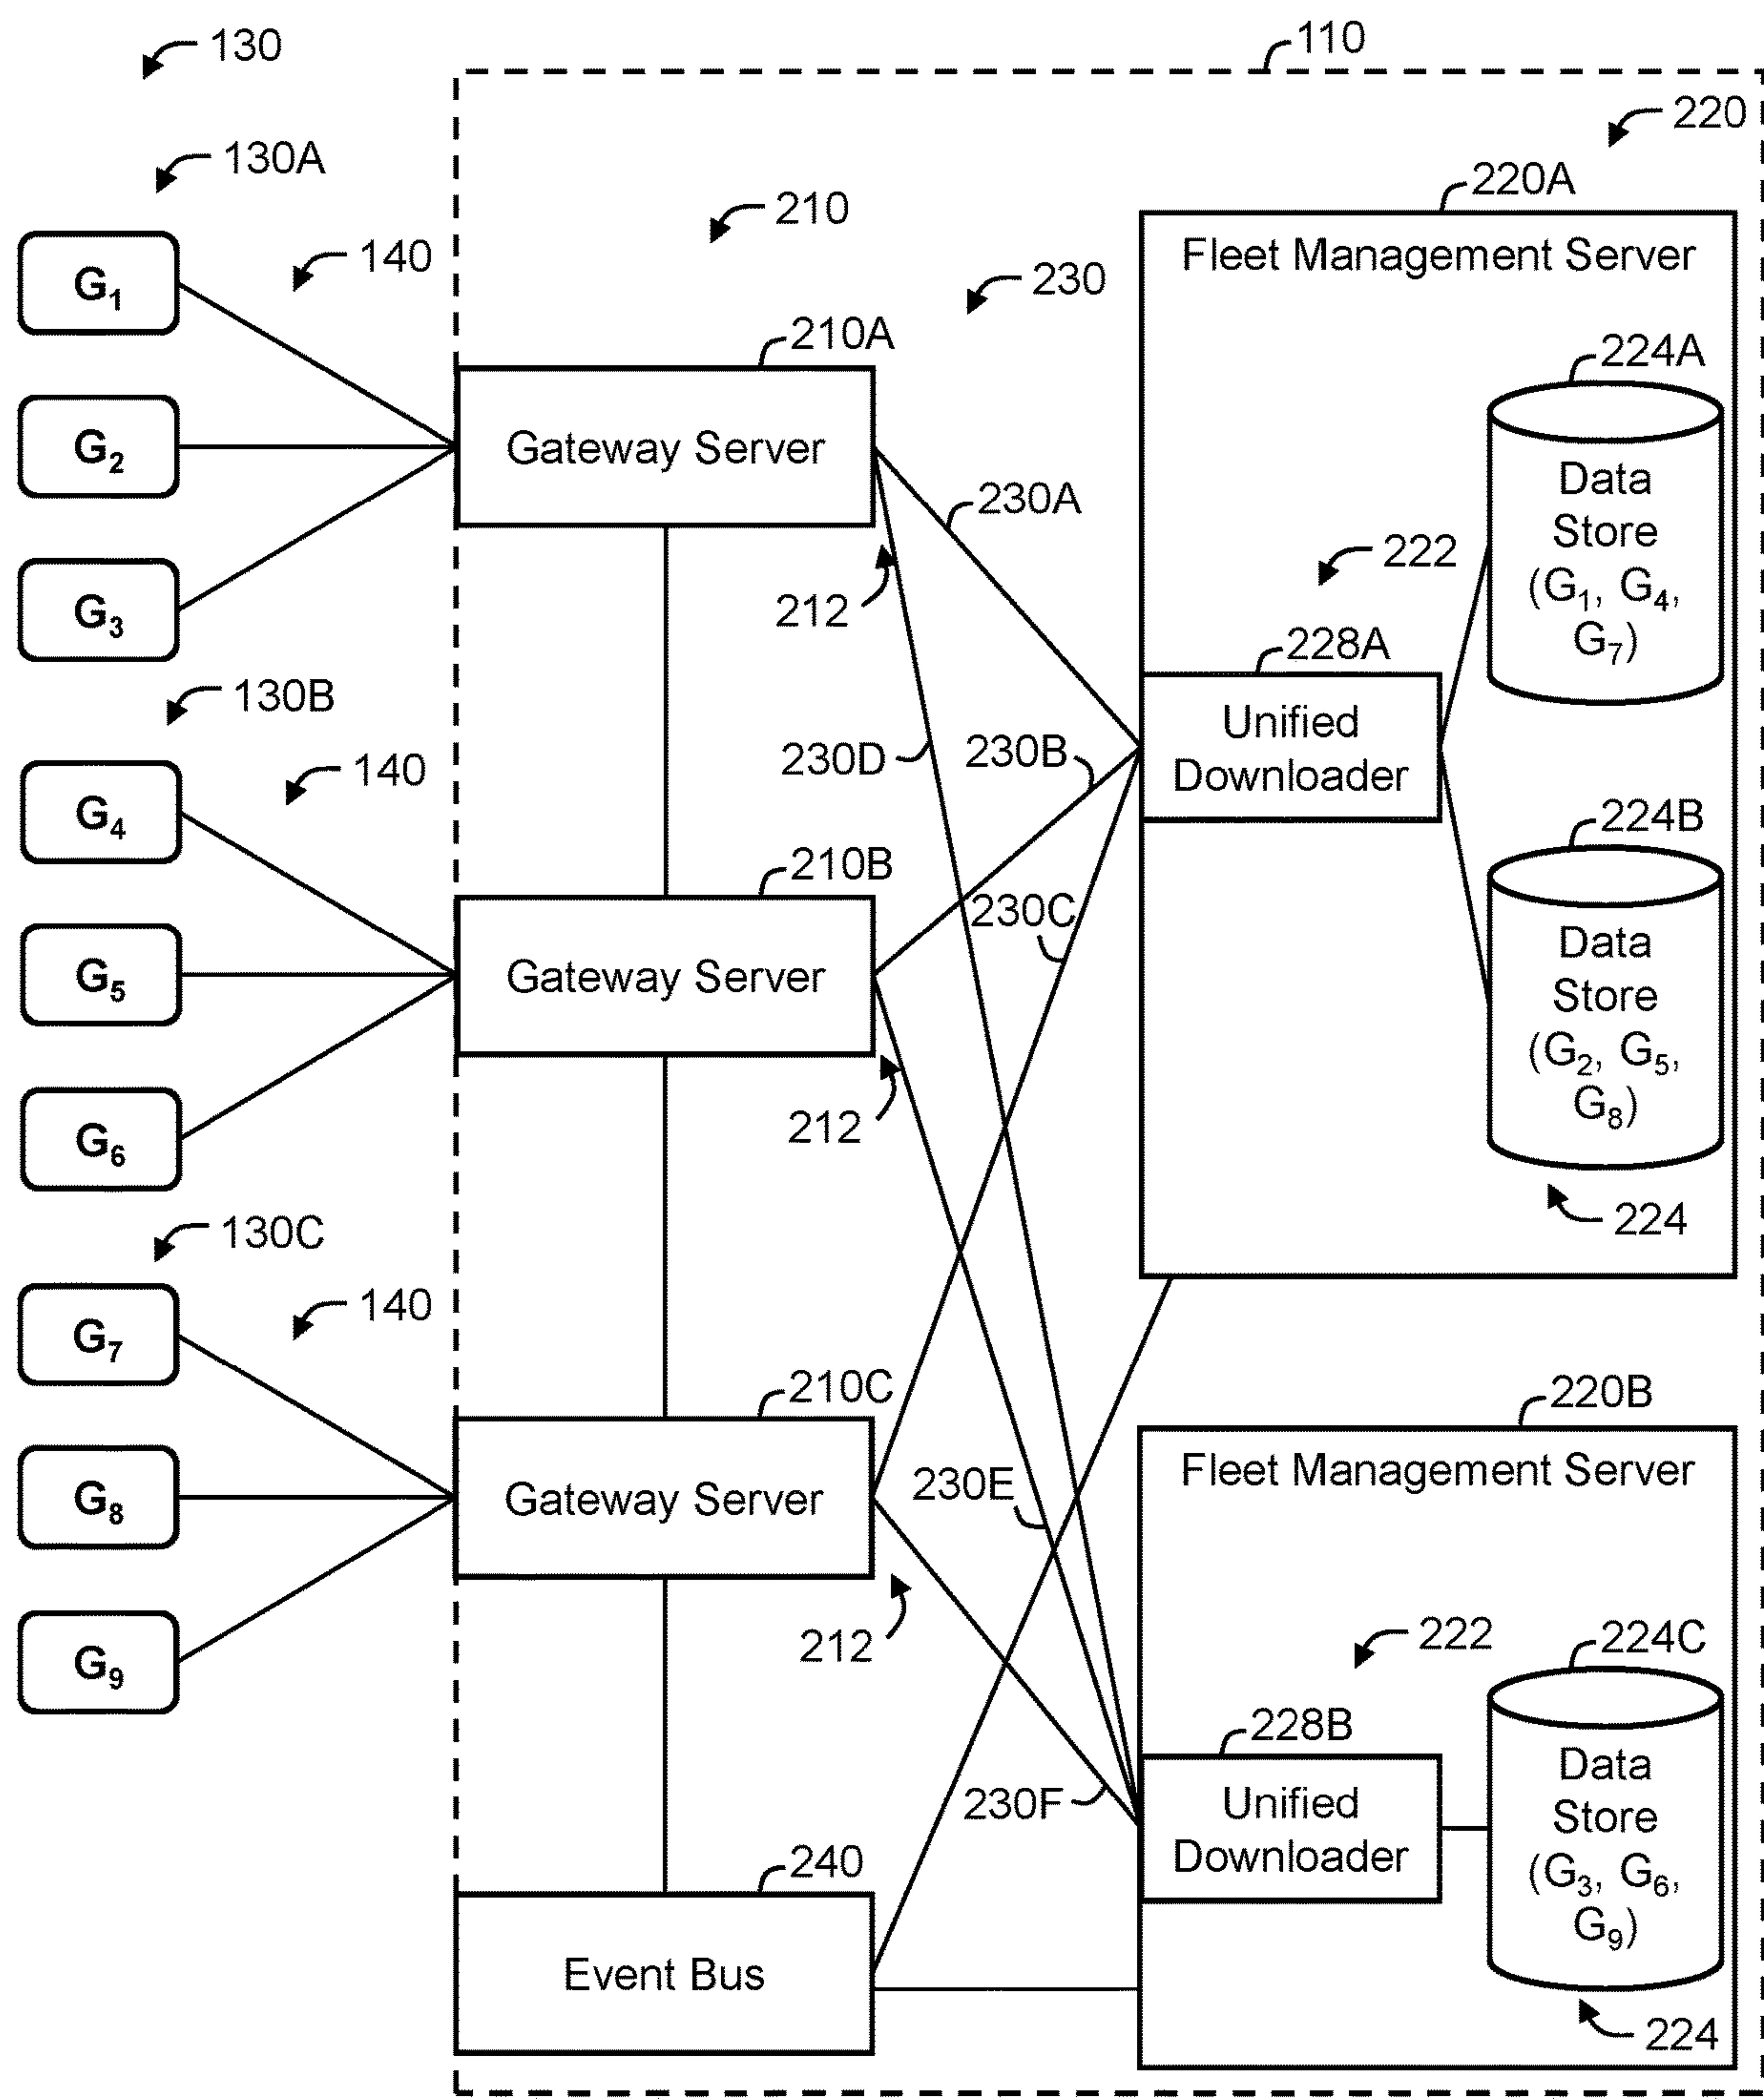 130
110
220
130A
220A
210
140
Fleet Management Server
G1
230
210A
224A
G2
Gateway Server
Data
Store
(G1, G4,
G7)
230A
222
212
G3
228A
130B
Unified
Downloader
230D
230B
140
G4
224B
210B
230C
Data
Store
(G2, G5,
G8)
G5
Gateway Server
212
G6
224
130C
140
G7
210C
220B
Fleet Management Server
230E
G8
Gateway Server
212
222
224C
G9
228B
Data
Store
(G3, G6,
G9)
230F
Unified
Downloader
240
Event Bus
224